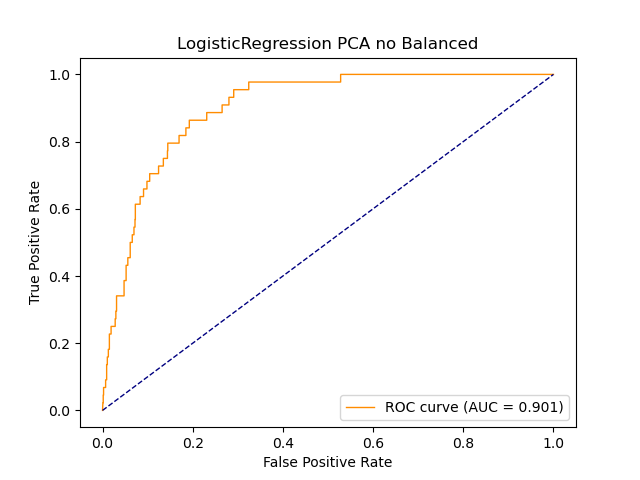 LogisticRegression PCA no Balanced
1.0
0.8
0.6
0.4
0.2
0.0
True Positive Rate
ROC curve (AUC = 0.901)
0.0 0.2 0.4 0.6 0.8 1.0
False Positive Rate